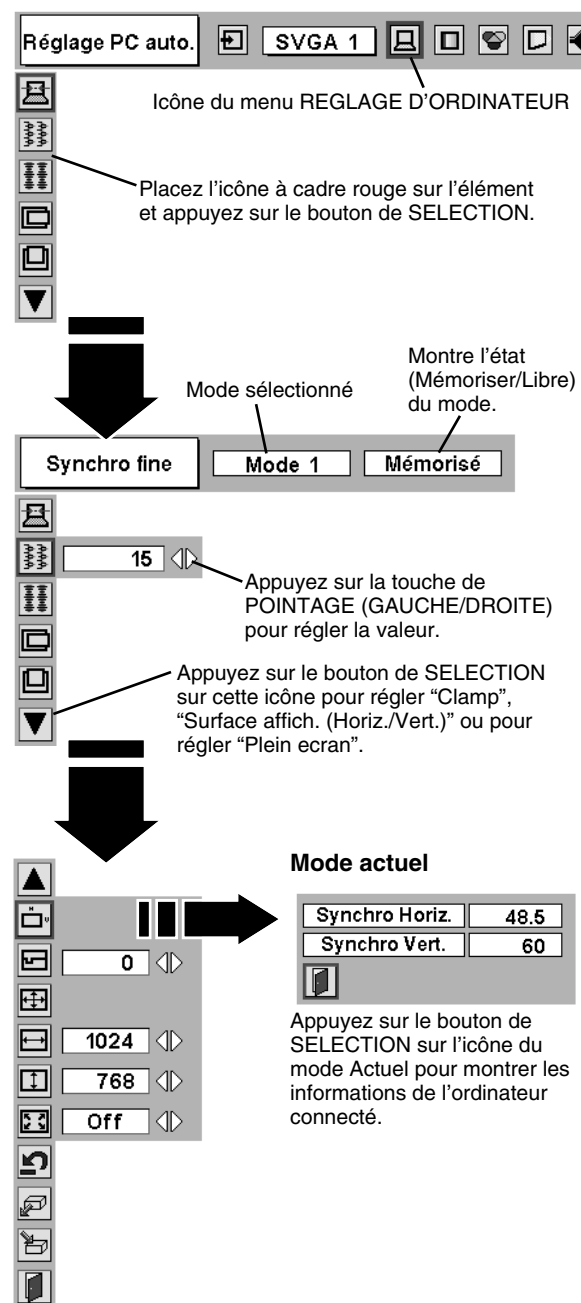 Réglage PC auto.
SVGA 1
Icône du menu REGLAGE D’ORDINATEUR
Placez l’icône à cadre rouge sur l’élément
et appuyez sur le bouton de SELECTION.
Montre l’état
(Mémoriser/Libre)
du mode.
Mode sélectionné
Synchro fine
Mode 1
Mémorisé
15
Appuyez sur la touche de
POINTAGE (GAUCHE/DROITE)
pour régler la valeur.
Appuyez sur le bouton de SELECTION
sur cette icône pour régler “Clamp”,
“Surface affich. (Horiz./Vert.)” ou pour
régler “Plein ecran”.
Mode actuel
H
V
Synchro Horiz. 48.5
Synchro Vert. 60
0
1024
768
Off
Appuyez sur le bouton de
SELECTION sur l’icône du
mode Actuel pour montrer les
informations de l’ordinateur
connecté.